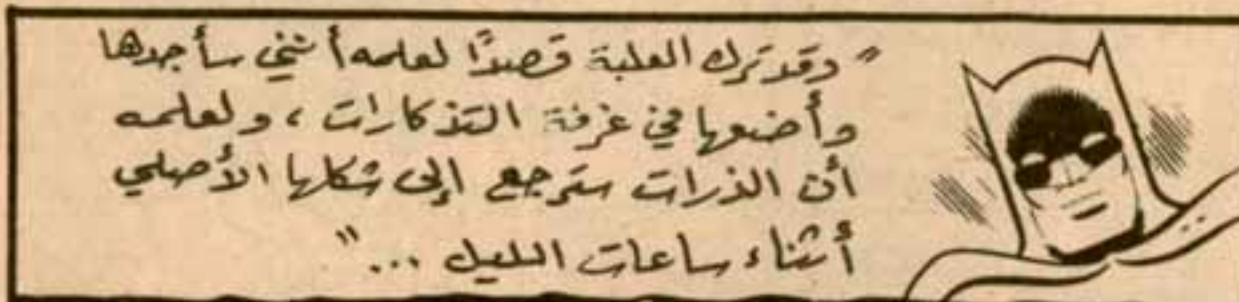 "وقد ترك العلبة قصدًا لعلمه أنني سأجدها
وأضعها في غرفة التذكارات ، ولعلمه
أن الذرات سترجع إلى شكلها الأصلي
أثناء ساعات الليل ..."